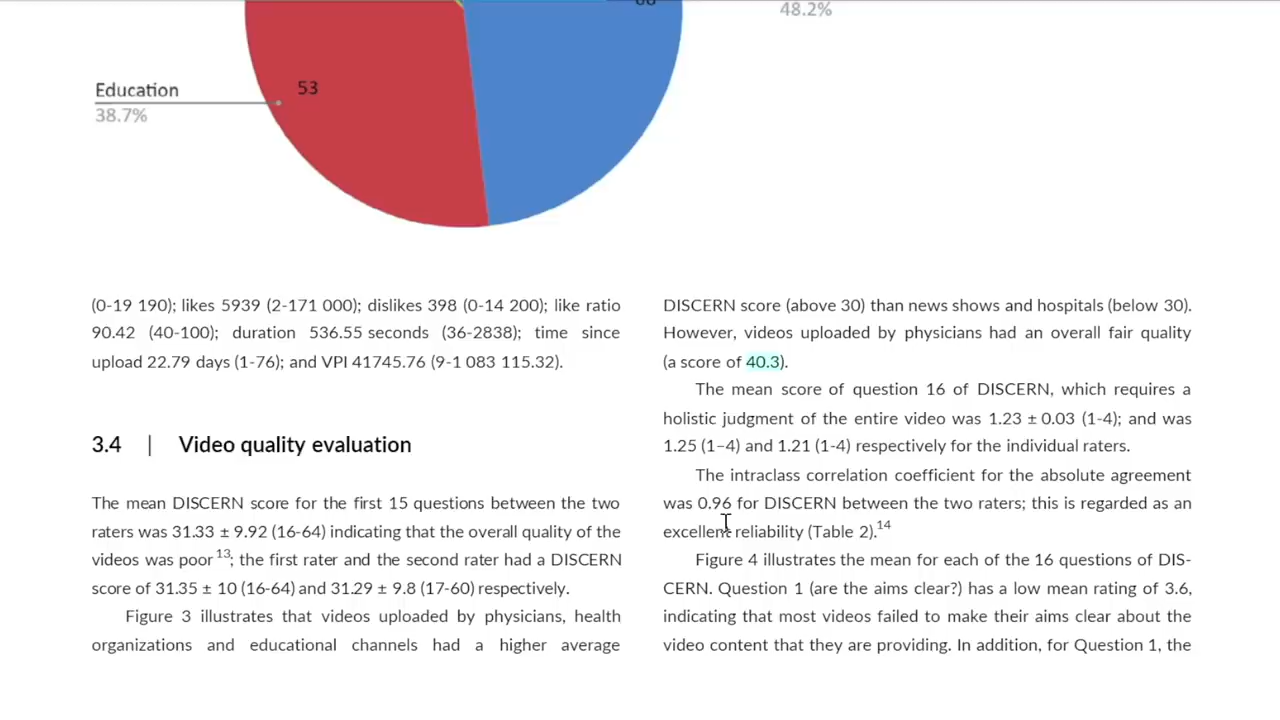 48.2%
Education
53
38.7%
(0-19 190); likes 5939 (2-171 000); dislikes 398 (0-14 200); like ratio
90.42 (40-100); duration 536.55 seconds (36-2838); time since
upload 22.79 days (1-76); and VPI 41745.76 (9-1 083 115.32).
3.4 | Video quality evaluation
The mean DISCERN score for the first 15 questions between the two
raters was 31.33 ± 9.92 (16-64) indicating that the overall quality of the
videos was poor13; the first rater and the second rater had a DISCERN
score of 31.35 ± 10 (16-64) and 31.29 ± 9.8 (17-60) respectively.
Figure 3 illustrates that videos uploaded by physicians, health
organizations and educational channels had a higher average
DISCERN score (above 30) than news shows and hospitals (below 30).
However, videos uploaded by physicians had an overall fair quality
(a score of 40.3).
The mean score of question 16 of DISCERN, which requires a
holistic judgment of the entire video was 1.23 ± 0.03 (1-4); and was
1.25 (1–4) and 1.21 (1-4) respectively for the individual raters.
The intraclass correlation coefficient for the absolute agreement
was 0.96 for DISCERN between the two raters; this is regarded as an
excellent reliability (Table 2).14
Figure 4 illustrates the mean for each of the 16 questions of DIS-
CERN. Question 1 (are the aims clear?) has a low mean rating of 3.6,
indicating that most videos failed to make their aims clear about the
video content that they are providing. In addition, for Question 1, the